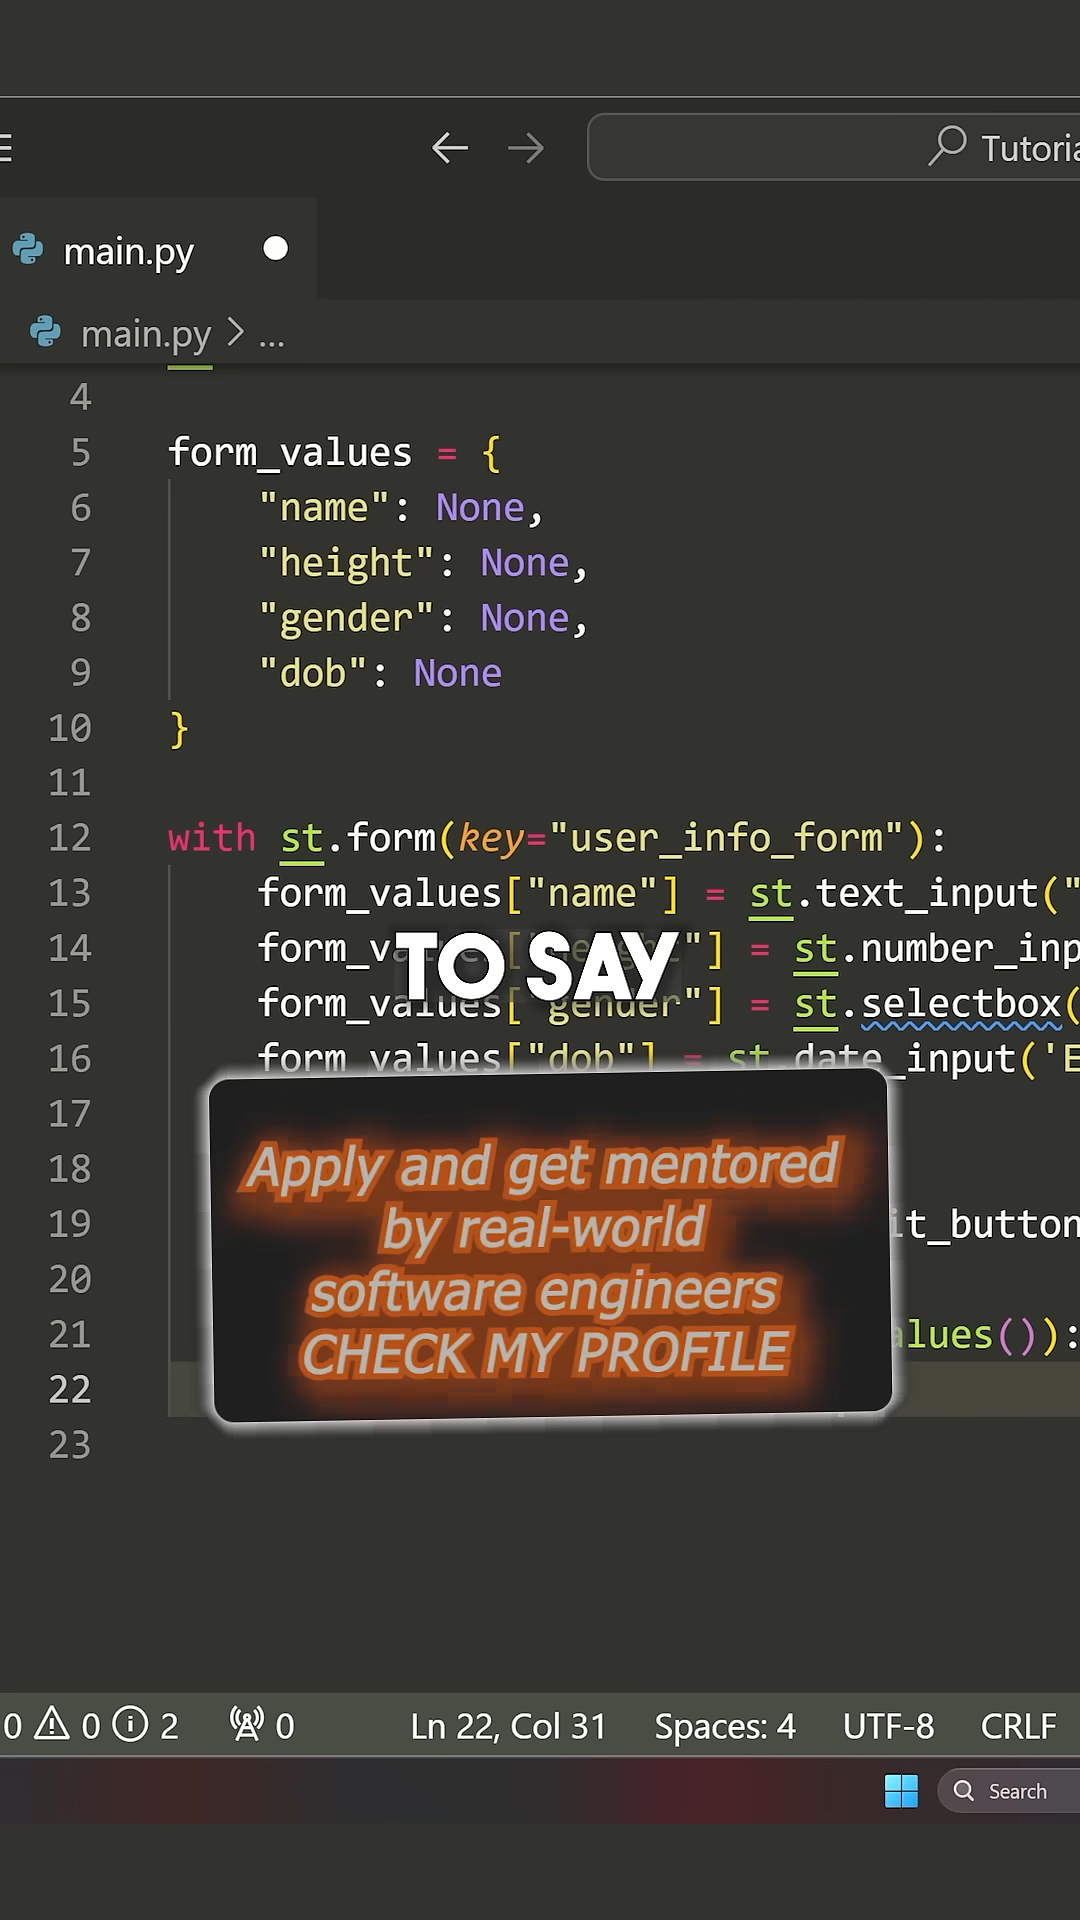 Tutoria
main.py
main.py > ...
4
5 form_values = {
6 "name": None,
7 "height": None,
8 "gender": None,
9 "dob": None
10 }
11
12 with st.form(key="user_info_form"):
13 form_values["name"] = st.text_input("
14 form_va "] = st.number_inp
TO SAY
15 form_values["gender"] = st.selectbox(
16 form_values["dob"] = st.date_input('E
17
18
19 it_button
20
21 alues()):
22
23
Apply and get mentored
by real-world
software engineers
CHECK MY PROFILE
0 0 2 0 Ln 22, Col 31 Spaces: 4 UTF-8 CRLF
Search